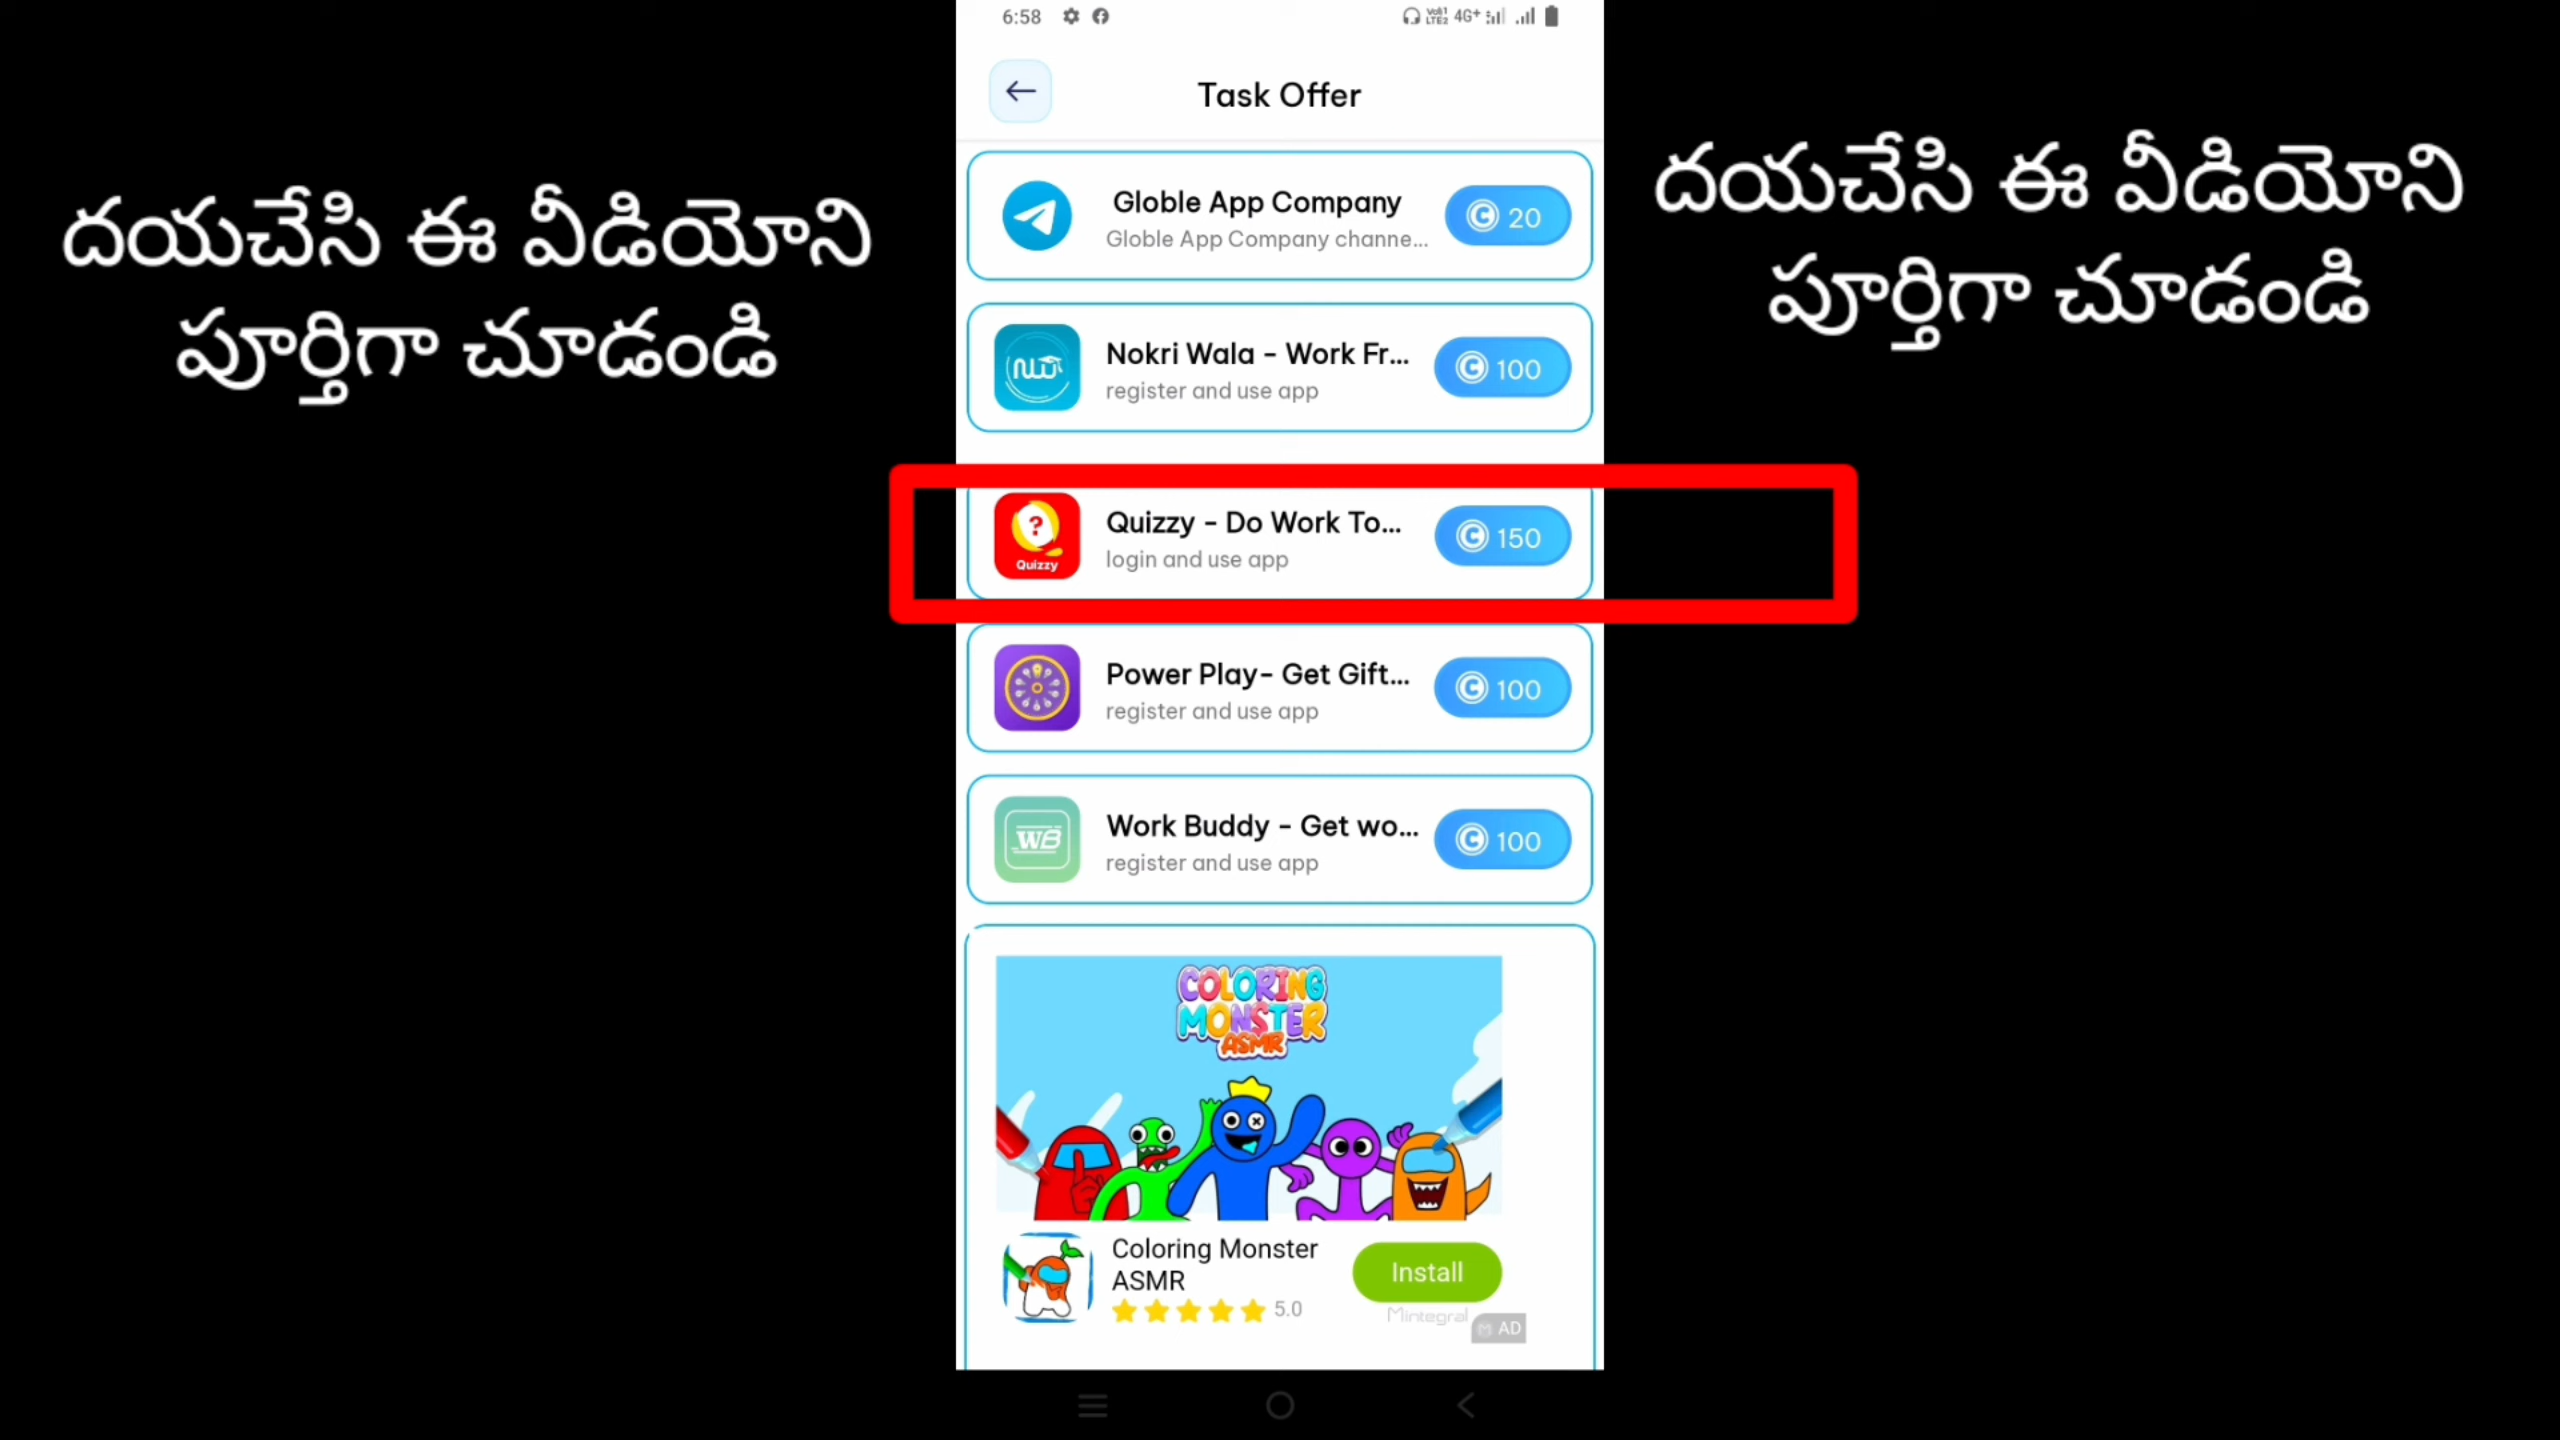 6:58
VoB1 LTE2 4G+
Task Offer
దయచేసి ఈ వీడియోని
పూర్తిగా చూడండి
దయచేసి ఈ వీడియోని
పూర్తిగా చూడండి
Globle App Company
Globle App Company channe...
20
Nokri Wala - Work Fr...
register and use app
100
Quizzy
Quizzy - Do Work To...
login and use app
150
Power Play- Get Gift...
register and use app
100
WB
Work Buddy - Get wo...
register and use app
100
COLORING
MONSTER
ASMR
Coloring Monster
ASMR
5.0
Install
Mintegral
AD